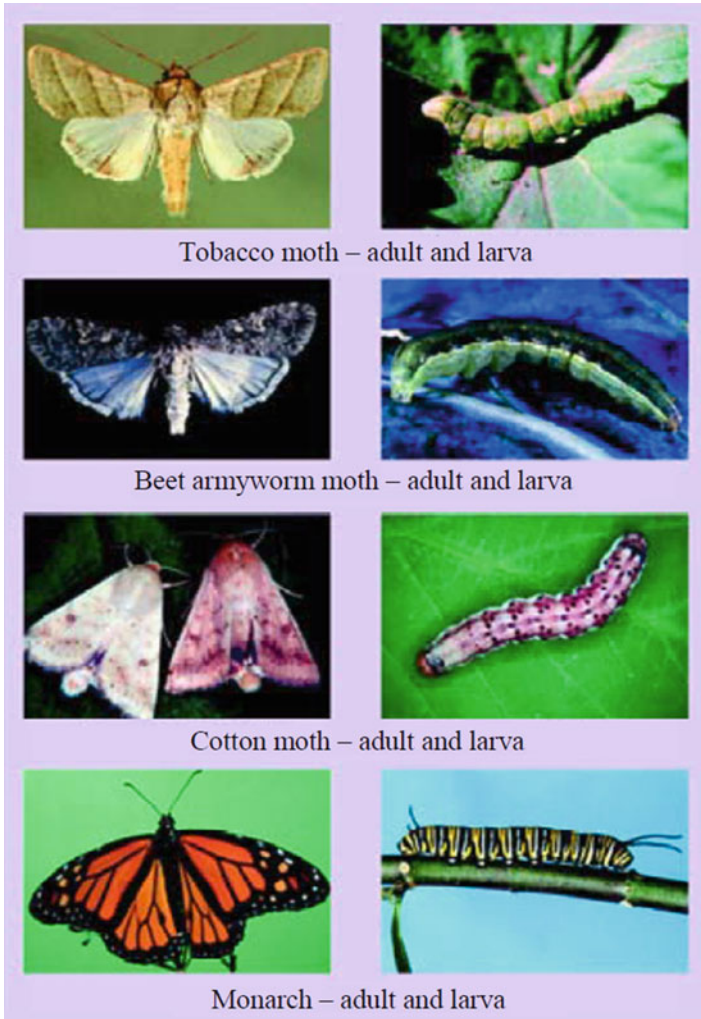 Tobacco moth – adult and larva
Beet armyworm moth – adult and larva
Cotton moth – adult and larva
Monarch – adult and larva